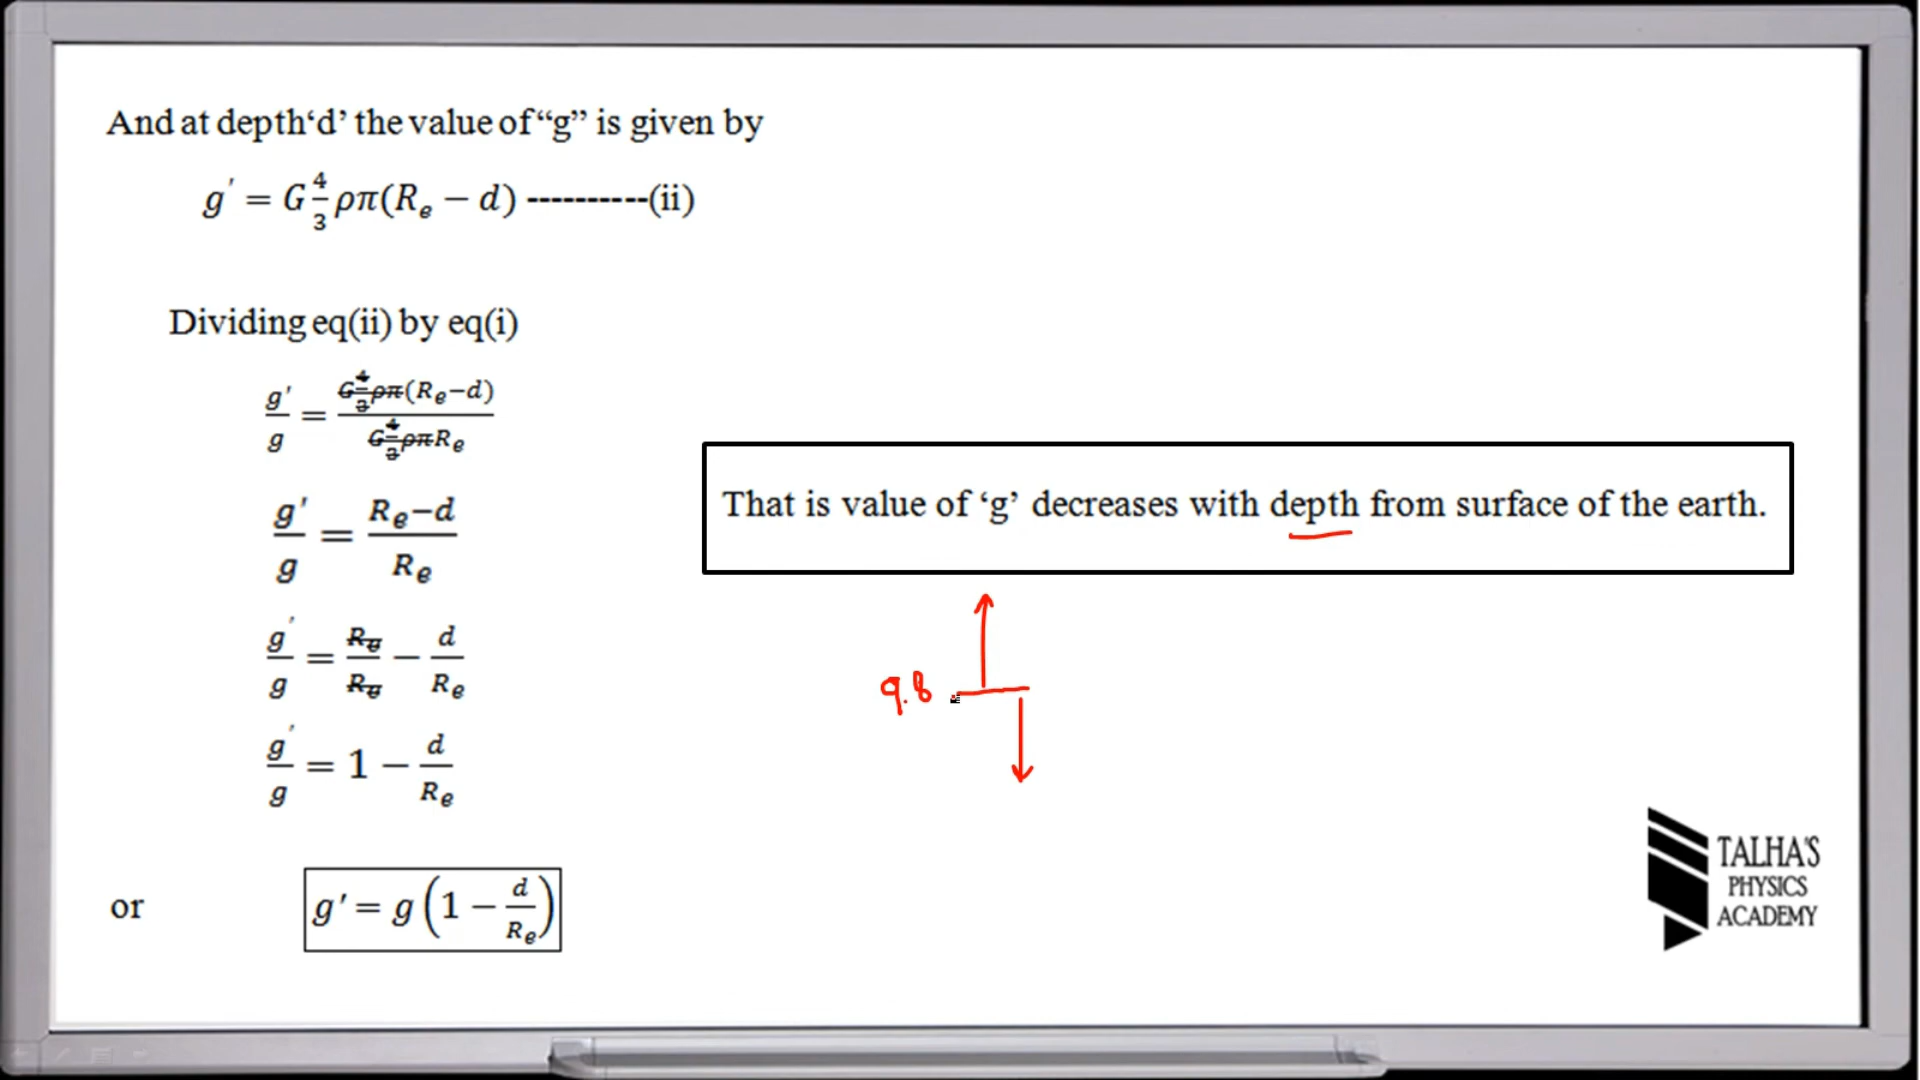 And at depth‘d’ the value of “g” is given by
g′ = G 4/3 ρπ(Rₑ − d) ----------(ii)
Dividing eq(ii) by eq(i)
g′/g = G 4/3 ρπ(Rₑ−d) / G 4/3 ρπRₑ
g′/g = Rₑ−d / Rₑ
That is value of ‘g’ decreases with depth from surface of the earth.
g′/g = Rₑ/Rₑ − d/Rₑ
9.8
g′/g = 1 − d/Rₑ
or g′ = g(1 − d/Rₑ)
TALHA'S
PHYSICS
ACADEMY